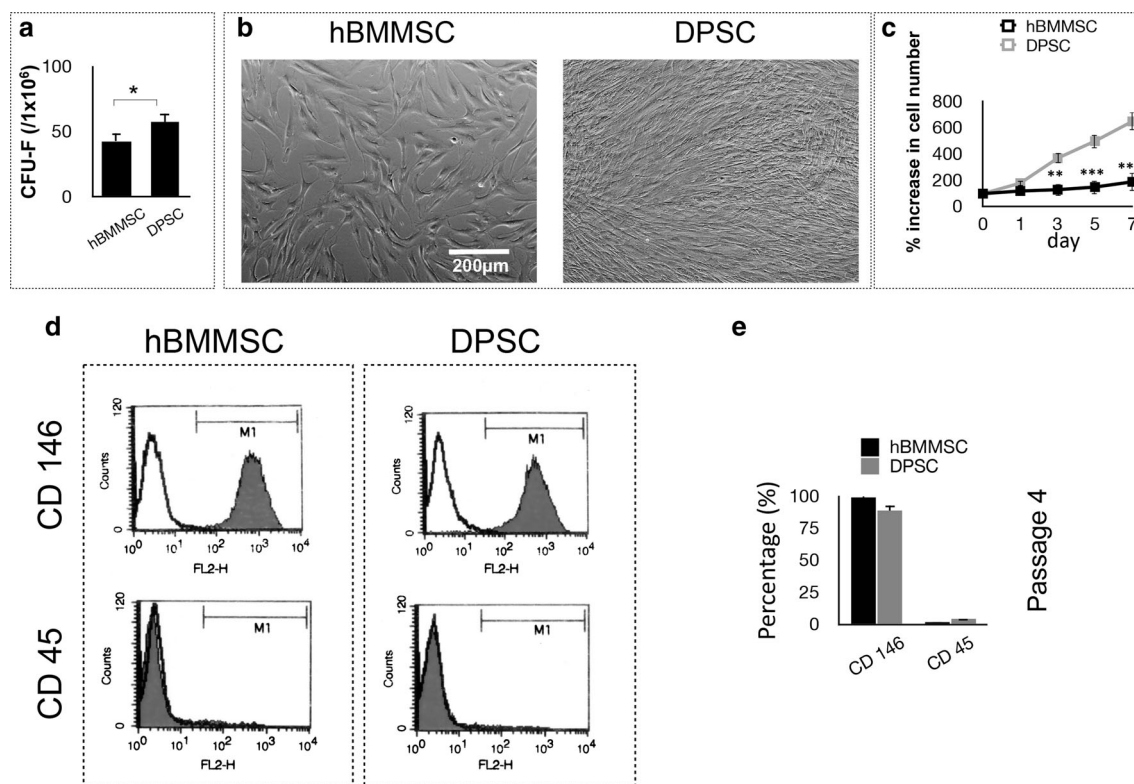 a
CFU-F (/1x10⁶)
100
50
0
*
hBMMSC
DPSC
b
hBMMSC
DPSC
200µm
c
hBMMSC
DPSC
% increase in cell number
800
600
400
200
0
** *** **
0 1 3 5 7
day
d
hBMMSC
DPSC
CD 146
120
Counts
0
M1
10⁰ 10¹ 10² 10³ 10⁴
FL2-H
120
Counts
0
M1
10⁰ 10¹ 10² 10³ 10⁴
FL2-H
CD 45
120
Counts
0
M1
10⁰ 10¹ 10² 10³ 10⁴
FL2-H
120
Counts
0
M1
10⁰ 10¹ 10² 10³ 10⁴
FL2-H
e
hBMMSC
DPSC
Percentage (%)
100
75
50
25
0
CD 146
CD 45
Passage 4